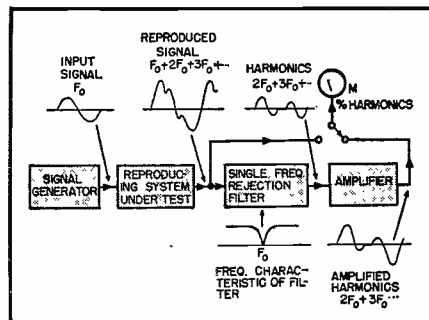 INPUT
SIGNAL
F₀
REPRODUCED
SIGNAL
F₀+2F₀+3F₀+--
HARMONICS
2F₀+3F₀+--
M
% HARMONICS
SIGNAL
GENERATOR
REPRODUC-
ING SYSTEM
UNDER TEST
SINGLE, FREQ.
REJECTION
FILTER
AMPLIFIER
F₀
FREQ. CHARAC-
TERISTIC OF FIL-
TER
AMPLIFIED
HARMONICS
2F₀+3F₀···